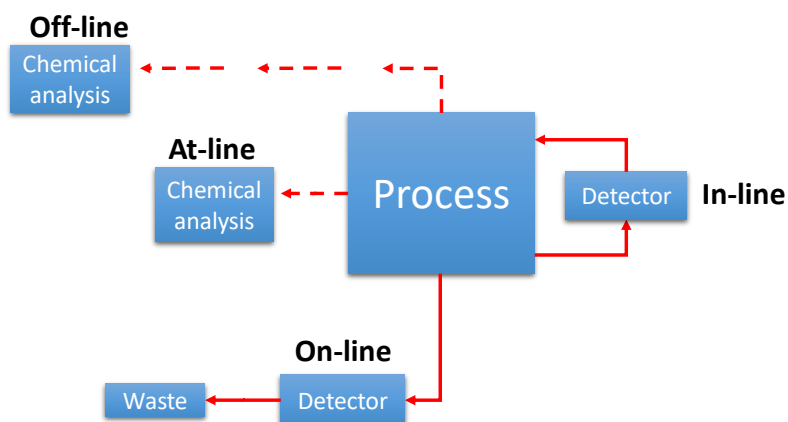 Off-line
Chemical
analysis
At-line
Chemical
analysis
Process
Detector
In-line
On-line
Waste
Detector